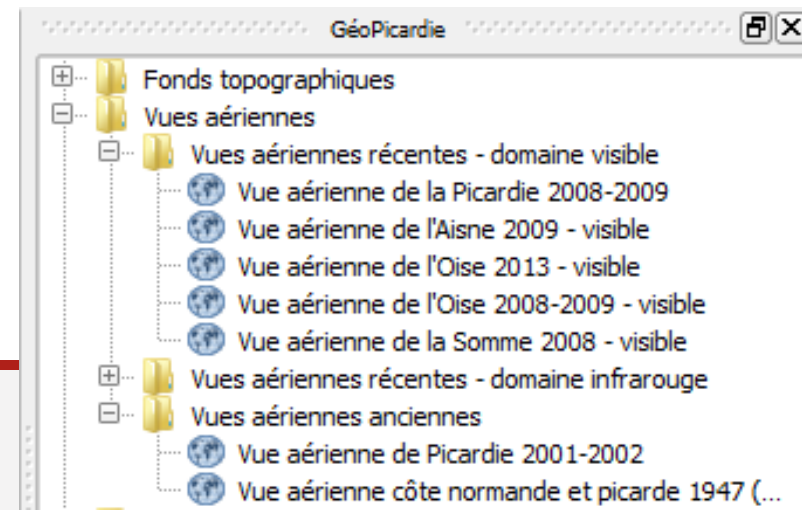 GéoPicardie
Fonds topographiques
Vues aériennes
Vues aériennes récentes - domaine visible
Vue aérienne de la Picardie 2008-2009
Vue aérienne de l'Aisne 2009 - visible
Vue aérienne de l'Oise 2013 - visible
Vue aérienne de l'Oise 2008-2009 - visible
Vue aérienne de la Somme 2008 - visible
Vues aériennes récentes - domaine infrarouge
Vues aériennes anciennes
Vue aérienne de Picardie 2001-2002
Vue aérienne côte normande et picarde 1947 (...